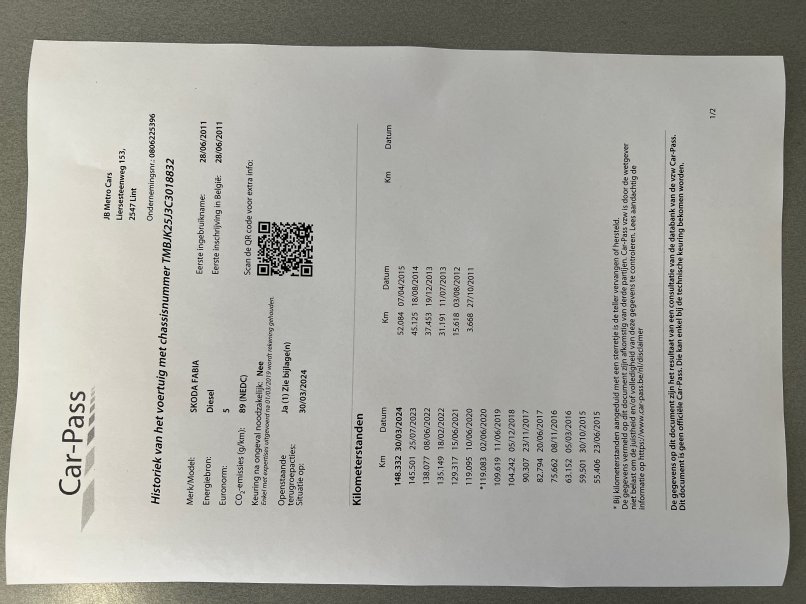 Car-Pass
JB Metro Cars
Liersesteenweg 153,
2547 Lint
Ondernemingsnr.: 0806225396
Historiek van het voertuig met chassisnummer TMBJK25J3C3018832
Merk/Model: SKODA FABIA
Energiebron: Diesel
Euronorm: 5
CO₂-emissies (g/km): 89 (NEDC)
Keuring na ongeval noodzakelijk: Nee
Enkel met expertises uitgevoerd na 01/03/2019 wordt rekening gehouden.
Openstaande terugroepacties: Ja (1) Zie bijlage(n)
Situatie op: 30/03/2024
Eerste ingebruikname: 28/06/2011
Eerste inschrijving in België: 28/06/2011
Scan de QR code voor extra info:
Kilometerstanden
Km Datum
148.332 30/03/2024
145.501 25/07/2023
138.077 08/06/2022
135.149 18/02/2022
129.317 15/06/2021
119.095 10/06/2020
*119.083 02/06/2020
109.619 11/06/2019
104.242 05/12/2018
90.307 23/11/2017
82.794 20/06/2017
75.662 08/11/2016
63.152 05/03/2016
59.501 30/10/2015
55.406 23/06/2015
Km Datum
52.084 07/04/2015
45.125 18/08/2014
37.453 19/12/2013
31.191 11/07/2013
15.618 03/08/2012
3.668 27/10/2011
Km Datum
* Bij kilometerstanden aangeduid met een sterretje is de teller vervangen of hersteld.
De gegevens vermeld op dit document zijn afkomstig van derde partijen. Car-Pass vzw is door de wetgever
niet belast om de juistheid en/of volledigheid van deze gegevens te controleren. Lees aandachtig de
informatie op https://www.car-pass.be/nl/disclaimer
De gegevens op dit document zijn het resultaat van een consultatie van de databank van de vzw Car-Pass.
Dit document is geen officiële Car-Pass. Die kan enkel bij de technische keuring bekomen worden.
1/2